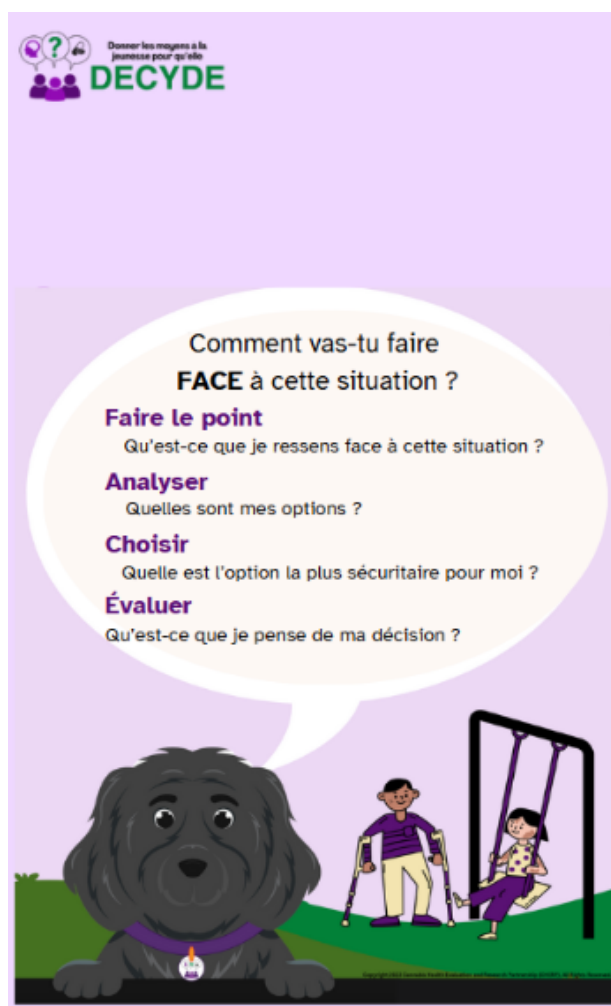 Donner les moyens a la
jeunesse pour qu'elle
DECYDE
Comment vas-tu faire
FACE à cette situation ?
Faire le point
Qu'est-ce que je ressens face à cette situation ?
Analyser
Quelles sont mes options ?
Choisir
Quelle est l'option la plus sécuritaire pour moi ?
Évaluer
Qu'est-ce que je pense de ma décision ?